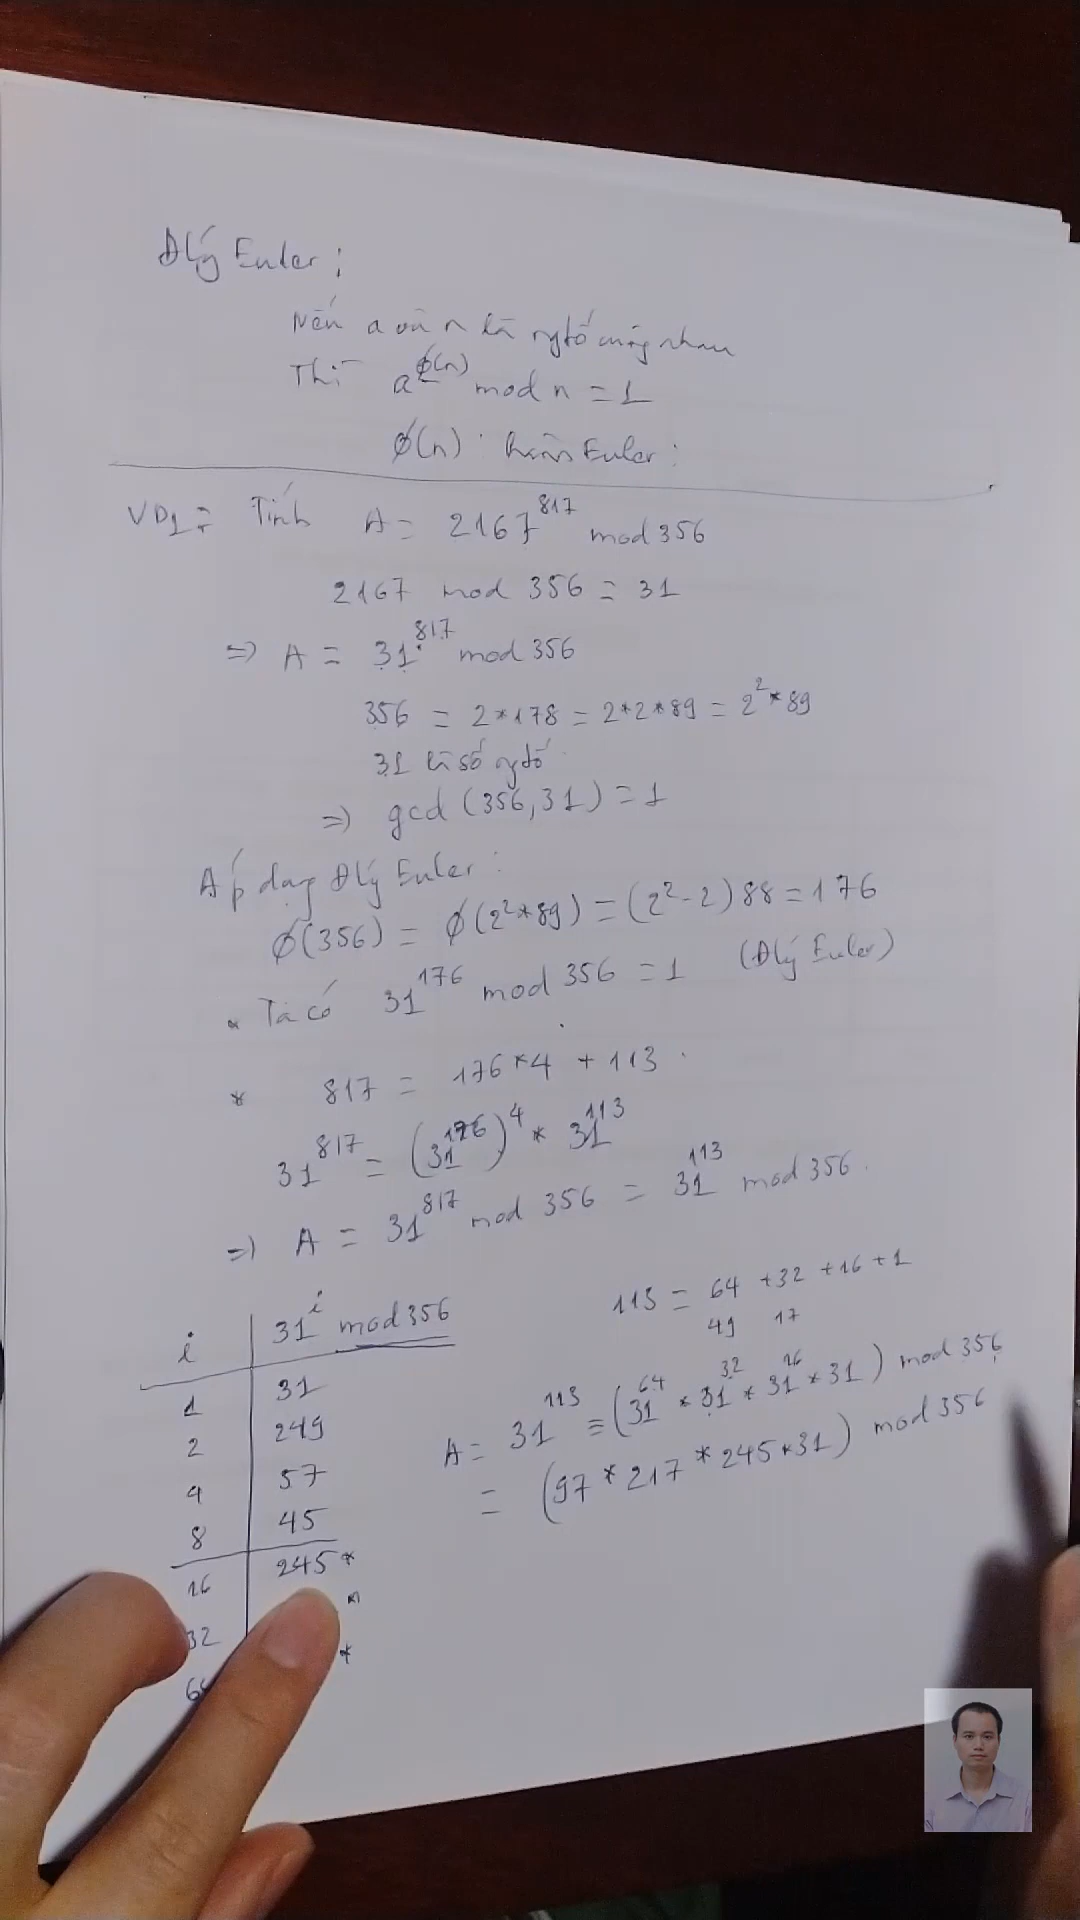 Đlý Euler:
Nếu a và n là ngtố cùng nhau
Thì a^ϕ(n) mod n = 1
ϕ(n): hàm Euler:
VD1: Tính A = 2167^817 mod 356
2167 mod 356 = 31
=> A = 31^817 mod 356
356 = 2*178 = 2*2*89 = 2^2*89
31 là số ngtố
=> gcd(356,31) = 1
Áp dụng Đlý Euler:
ϕ(356) = ϕ(2^2*89) = (2^2-2)88 = 176
* Ta có 31^176 mod 356 = 1 (Đlý Euler)
* 817 = 176*4 + 113
31^817 = (31^176)^4 * 31^113
=> A = 31^817 mod 356 = 31^113 mod 356
113 = 64 + 32 + 16 + 1
49 17
A = 31^113 = (31^64 * 31^32 * 31^16 * 31) mod 356
= (97 * 217 * 245 * 31) mod 356
i 31^i mod 356
1 31
2 249
4 57
8 45
16 245 *
32 *
64 *